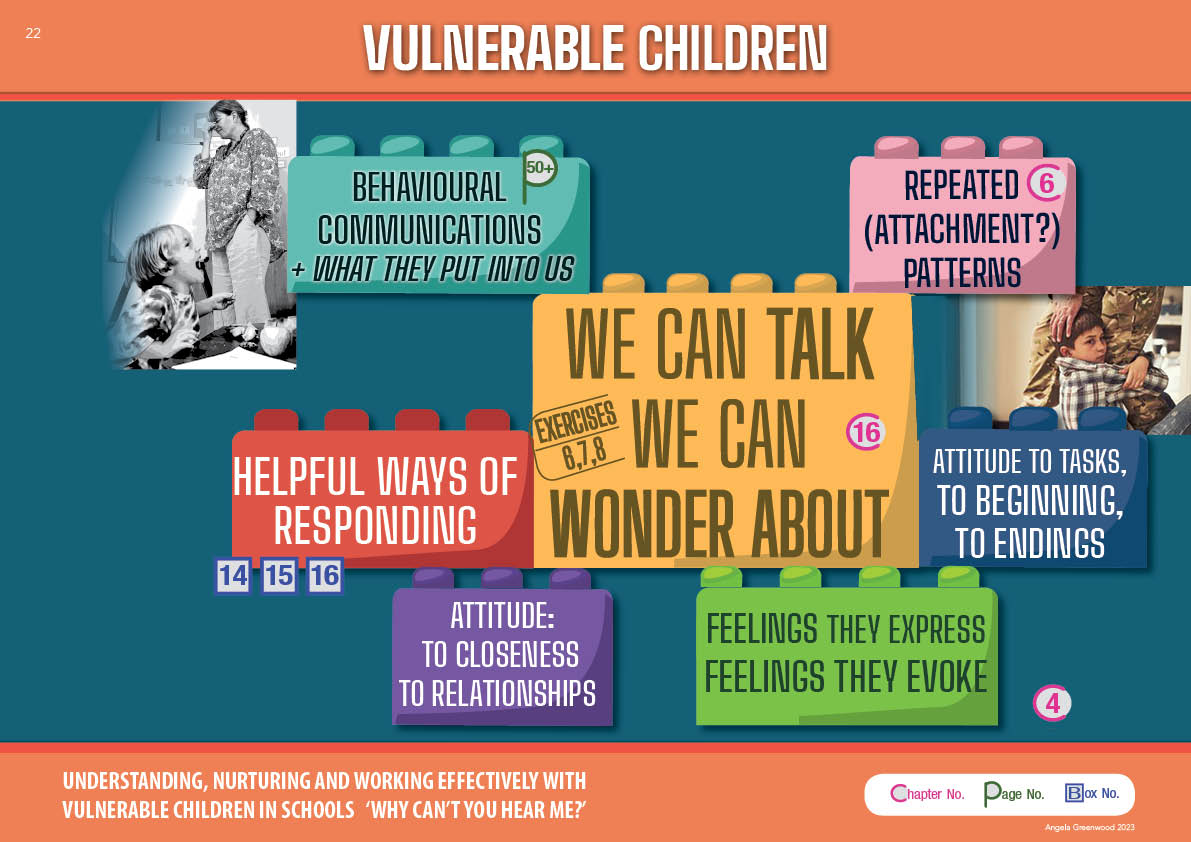 22
VULNERABLE CHILDREN
BEHAVIOURAL
COMMUNICATIONS
+ WHAT THEY PUT INTO US
50+
REPEATED
(ATTACHMENT?)
PATTERNS
6
WE CAN TALK
WE CAN
WONDER ABOUT
EXERCISES
6,7,8
16
HELPFUL WAYS OF
RESPONDING
14 15 16
ATTITUDE TO TASKS,
TO BEGINNING,
TO ENDINGS
ATTITUDE:
TO CLOSENESS
TO RELATIONSHIPS
FEELINGS THEY EXPRESS
FEELINGS THEY EVOKE
4
UNDERSTANDING, NURTURING AND WORKING EFFECTIVELY WITH
VULNERABLE CHILDREN IN SCHOOLS ‘WHY CAN’T YOU HEAR ME?’
Chapter No. Page No. Box No.
Angela Greenwood 2023